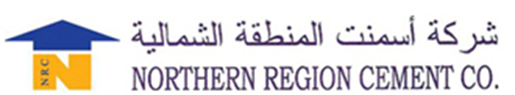 شركة أسمنت المنطقة الشمالية
NRC
N
NORTHERN REGION CEMENT CO.